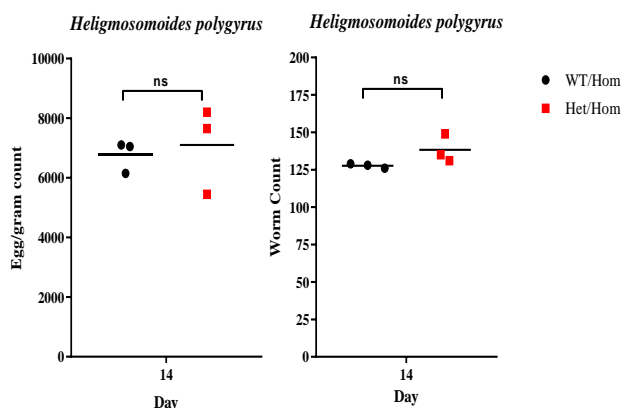 Heligmosomoides polygyrus
Egg/gram count
10000
8000
6000
4000
2000
0
ns
14
Day
Heligmosomoides polygyrus
Worm Count
200
175
150
125
100
75
50
25
0
ns
14
Day
WT/Hom
Het/Hom